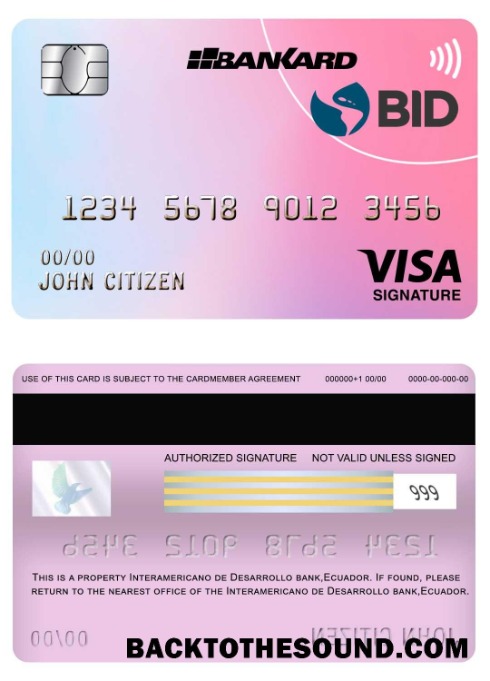 BANKARD
BID
1234 5678 9012 3456
00/00
JOHN CITIZEN
VISA
SIGNATURE
USE OF THIS CARD IS SUBJECT TO THE CARDMEMBER AGREEMENT 000000+1 00/00 0000-00-000-00
AUTHORIZED SIGNATURE NOT VALID UNLESS SIGNED
999
1234 5678 9012 3456
THIS IS A PROPERTY INTERAMERICANO DE DESARROLLO BANK,ECUADOR. IF FOUND, PLEASE
RETURN TO THE NEAREST OFFICE OF THE INTERAMERICANO DE DESARROLLO BANK,ECUADOR.
00/00 JOHN CITIZEN
BACKTOTHESOUND.COM